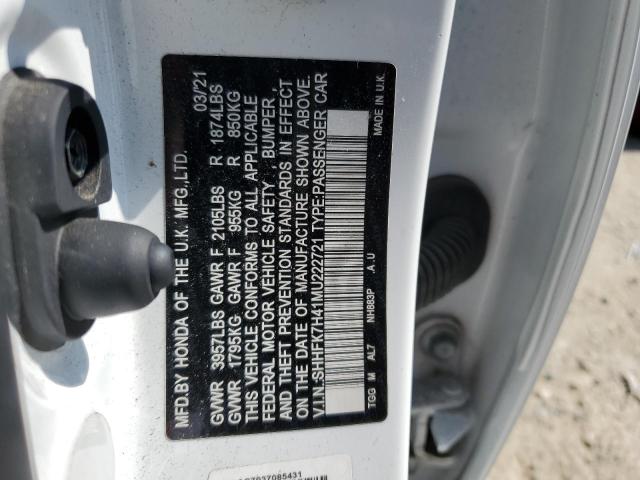 MFD.BY HONDA OF THE U.K. MFG.,LTD. 03/21
GVWR 3957LBS GAWR F 2105LBS R 1874LBS
GVWR 1795KG GAWR F 955KG R 850KG
THIS VEHICLE CONFORMS TO ALL APPLICABLE
FEDERAL MOTOR VEHICLE SAFETY , BUMPER ,
AND THEFT PREVENTION STANDARDS IN EFFECT
ON THE DATE OF MANUFACTURE SHOWN ABOVE.
V.I.N.:SHHFK7H41MU222721 TYPE:PASSENGER CAR
TGG M AL7 NH883P A.U MADE IN U.K.